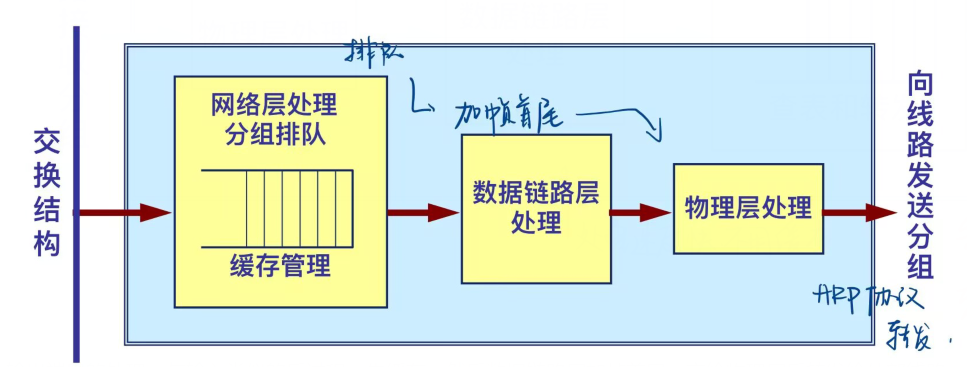 交换结构
网络层处理
分组排队
缓存管理
排队
加帧首尾
数据链路层
处理
物理层处理
向线路发送分组
ARP协议
转发.